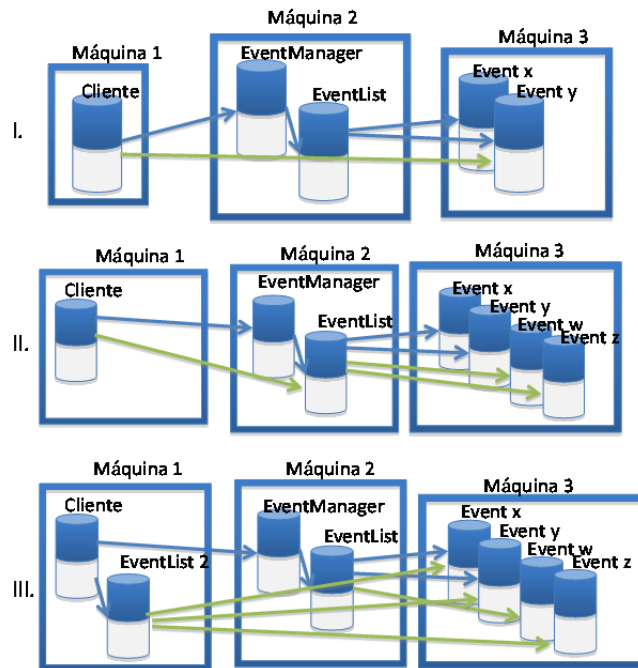 I.
Máquina 1
Cliente
Máquina 2
EventManager
EventList
Máquina 3
Event x
Event y
II.
Máquina 1
Cliente
Máquina 2
EventManager
EventList
Máquina 3
Event x
Event y
Event w
Event z
III.
Máquina 1
Cliente
EventList 2
Máquina 2
EventManager
EventList
Máquina 3
Event x
Event y
Event w
Event z